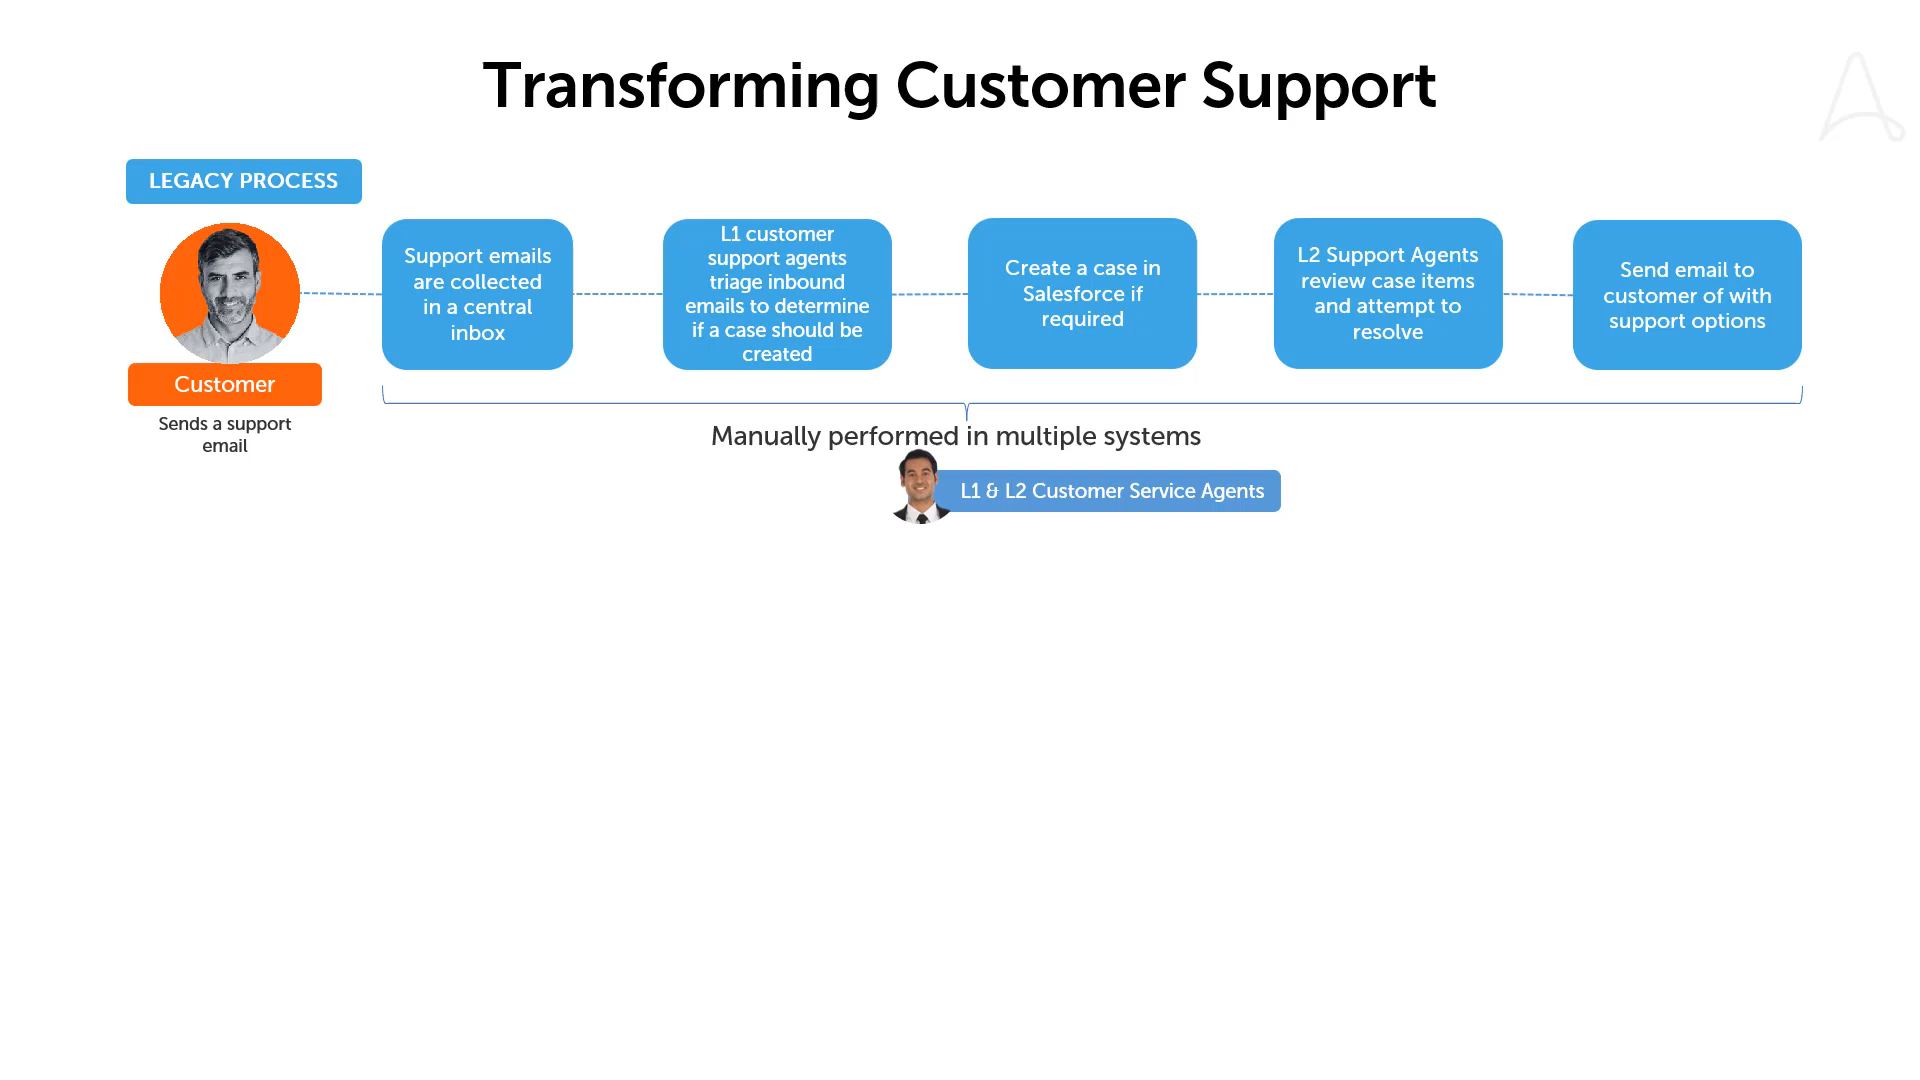 Transforming Customer Support
LEGACY PROCESS
Customer
Sends a support
email
Support emails
are collected
in a central
inbox
L1 customer
support agents
triage inbound
emails to determine
if a case should be
created
Create a case in
Salesforce if
required
L2 Support Agents
review case items
and attempt to
resolve
Send email to
customer of with
support options
Manually performed in multiple systems
L1 & L2 Customer Service Agents